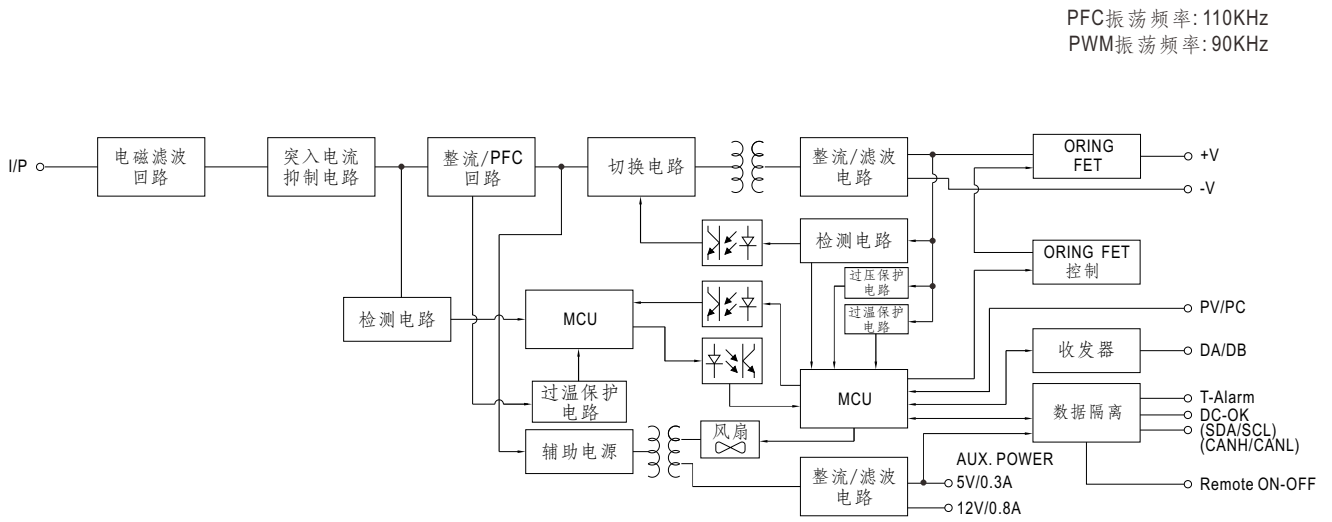 PFC振荡频率: 110KHz
PWM振荡频率: 90KHz
I/P
电磁滤波
回路
突入电流
抑制电路
整流/PFC
回路
切换电路
整流/滤波
电路
ORING
FET
+V
-V
检测电路
ORING FET
控制
过压保护
电路
过温保护
电路
检测电路
MCU
PV/PC
收发器
DA/DB
过温保护
电路
MCU
数据隔离
T-Alarm
DC-OK
(SDA/SCL)
(CANH/CANL)
辅助电源
风扇
整流/滤波
电路
AUX. POWER
5V/0.3A
12V/0.8A
Remote ON-OFF